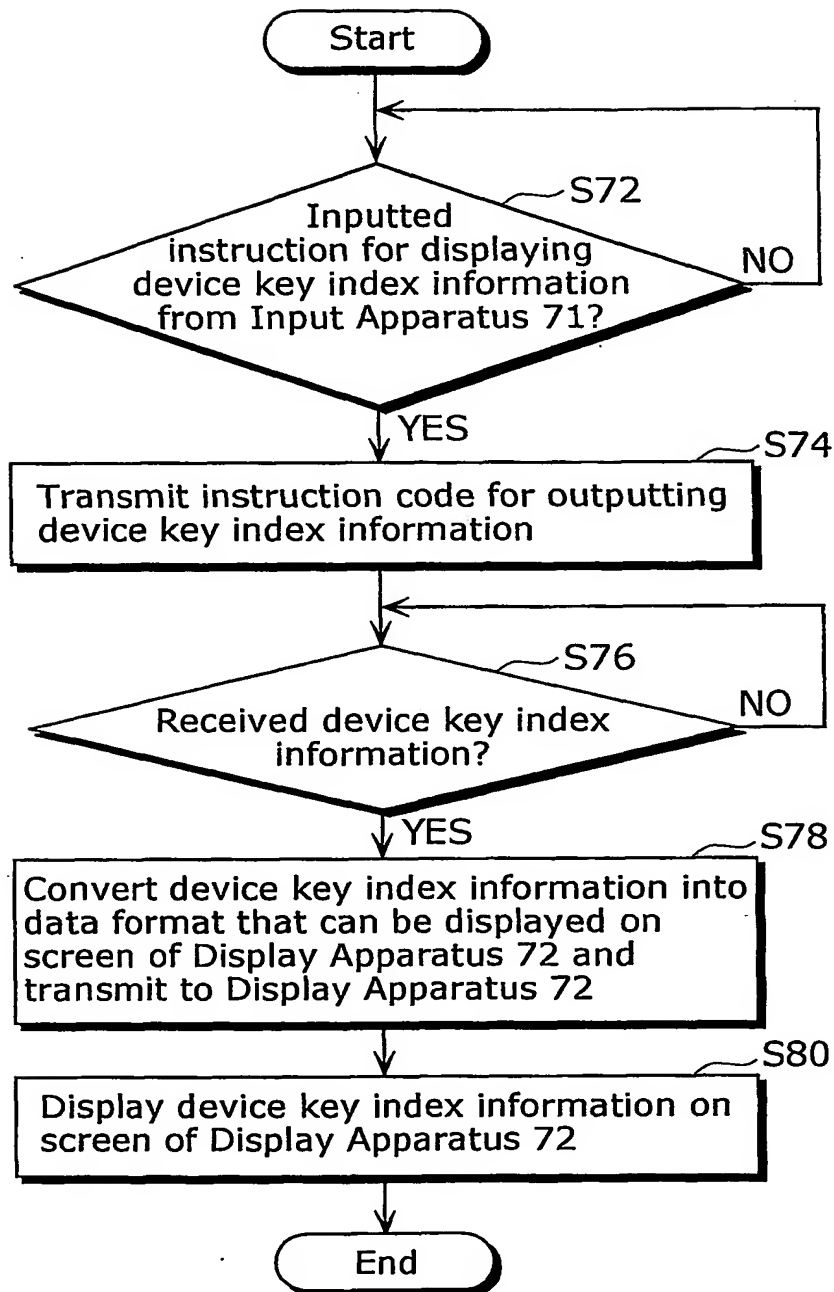 Start
S72
Inputted
instruction for displaying
device key index information
from Input Apparatus 71?
NO
YES
S74
Transmit instruction code for outputting
device key index information
S76
Received device key index
information?
NO
YES
S78
Convert device key index information into
data format that can be displayed on
screen of Display Apparatus 72 and
transmit to Display Apparatus 72
S80
Display device key index information on
screen of Display Apparatus 72
End